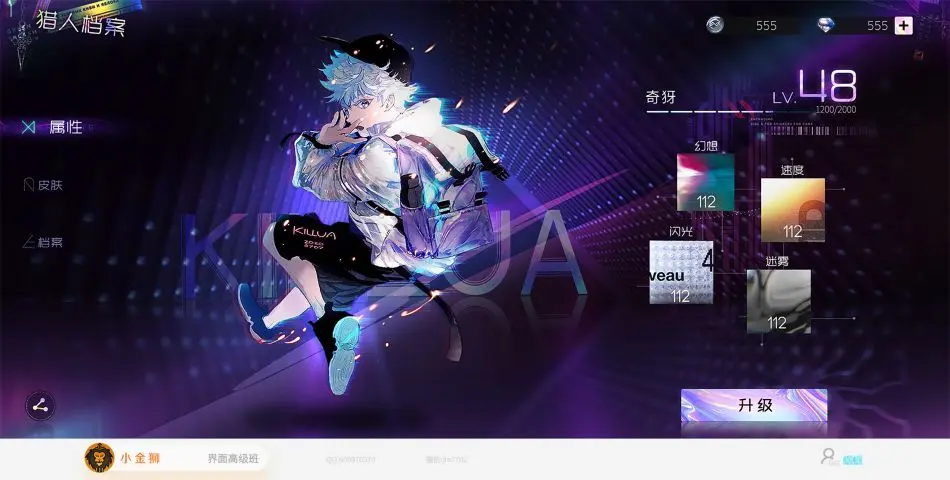 猎人档案
555
555
+
属性
皮肤
档案
KILLUA
KILLUA
奇犽
LV.48
1200/2000
幻想
112
速度
112
闪光
4
veau
112
迷雾
112
升级
小金狮
界面高级班